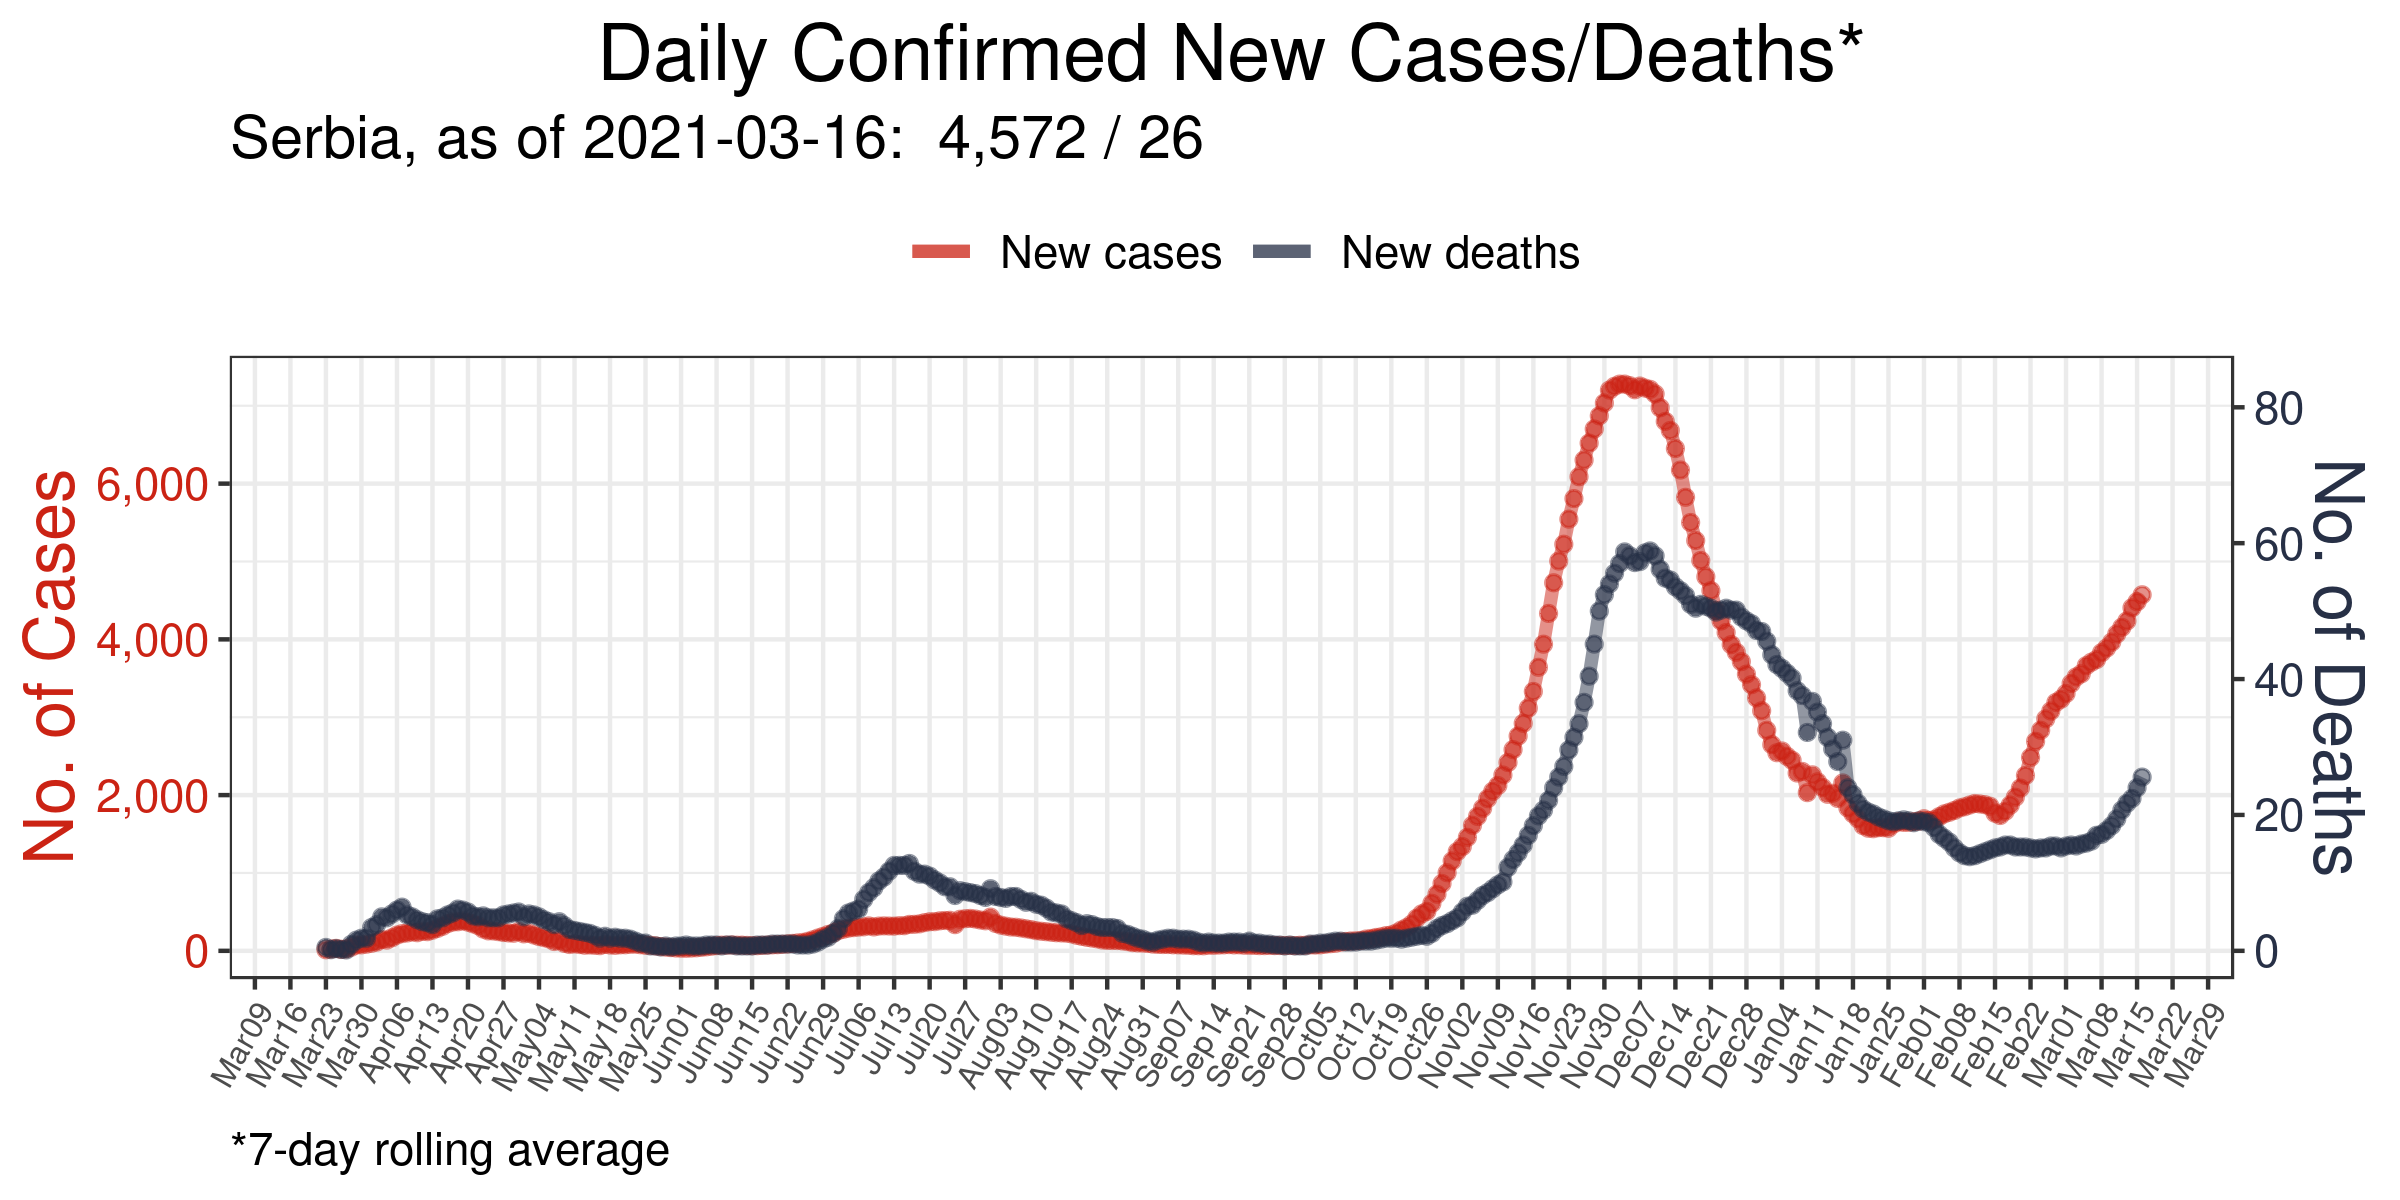 Daily Confirmed New Cases/Deaths*
Serbia, as of 2021-03-16:  4,572 / 26
New cases New deaths
No. of Cases
6,000
4,000
2,000
0
80
60
40
20
0
No. of Deaths
Mar09 Mar16 Mar23 Mar30 Apr06 Apr13 Apr20 Apr27 May04 May11 May18 May25 Jun01 Jun08 Jun15 Jun22 Jun29 Jul06 Jul13 Jul20 Jul27 Aug03 Aug10 Aug17 Aug24 Aug31 Sep07 Sep14 Sep21 Sep28 Oct05 Oct12 Oct19 Oct26 Nov02 Nov09 Nov16 Nov23 Nov30 Dec07 Dec14 Dec21 Dec28 Jan04 Jan11 Jan18 Jan25 Feb01 Feb08 Feb15 Feb22 Mar01 Mar08 Mar15 Mar22 Mar29
*7-day rolling average